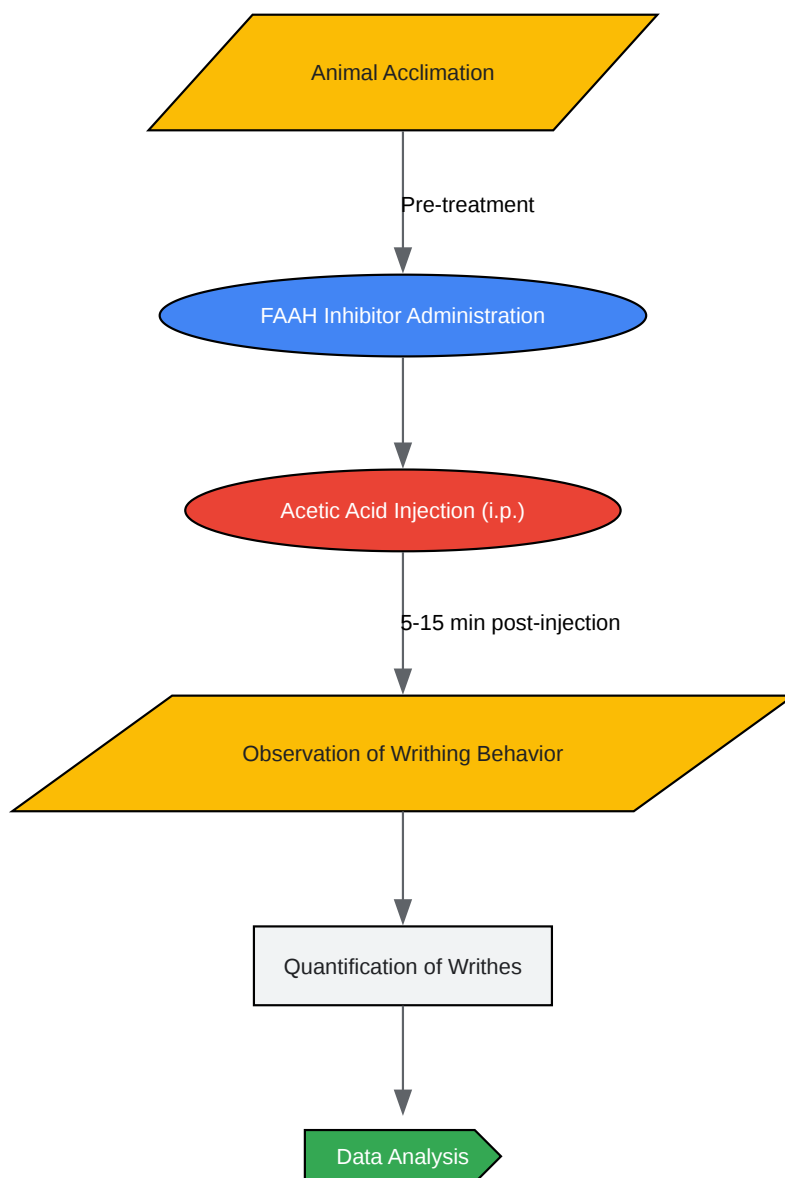 Animal Acclimation
Pre-treatment
FAAH Inhibitor Administration
Acetic Acid Injection (i.p.)
5-15 min post-injection
Observation of Writhing Behavior
Quantification of Writhes
Data Analysis